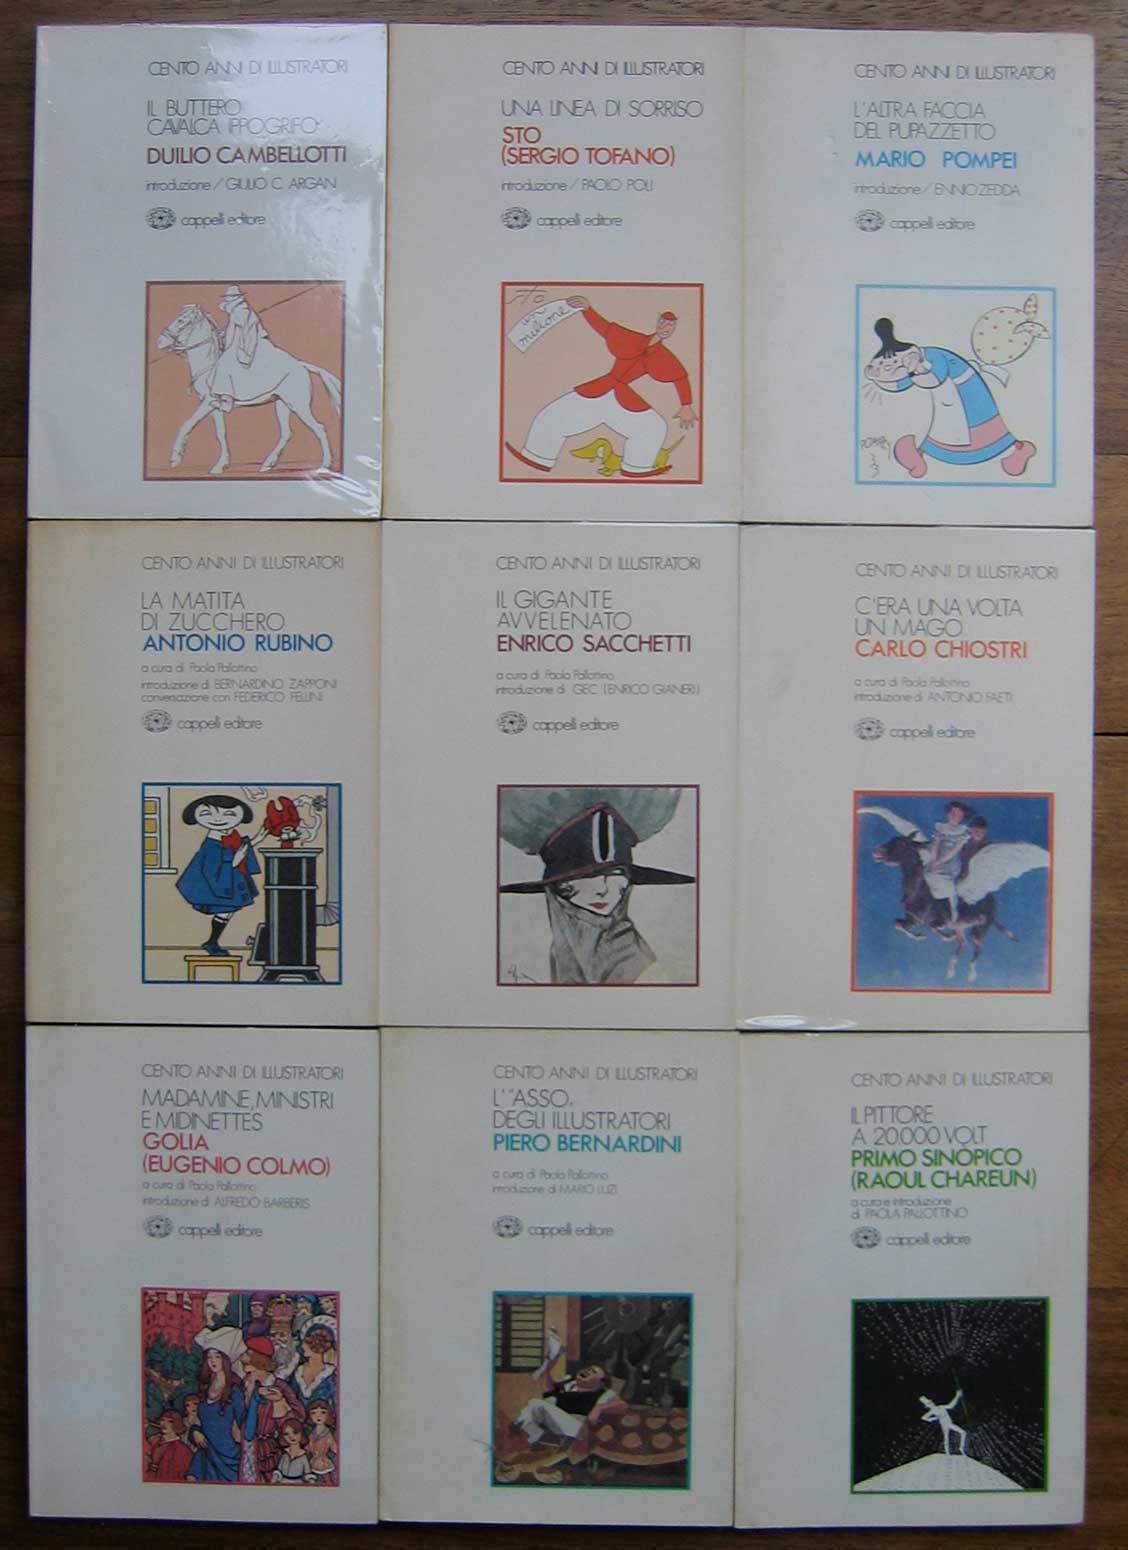 CENTO ANNI DI ILLUSTRATORI
IL BUTTERO
CAVALCA IPPOGRIFO
DUILIO CAMBELLOTTI
introduzione / GIULIO C. ARGAN
cappelli editore
CENTO ANNI DI ILLUSTRATORI
UNA LINEA DI SORRISO
STO
(SERGIO TOFANO)
introduzione / PAOLO POLI
cappelli editore
sto
un
milione
CENTO ANNI DI ILLUSTRATORI
L'ALTRA FACCIA
DEL PUPAZZETTO
MARIO POMPEI
introduzione / ENNIO ZEDDA
cappelli editore
POMPEI
33
CENTO ANNI DI ILLUSTRATORI
LA MATITA
DI ZUCCHERO
ANTONIO RUBINO
a cura di Paola Pallottino
introduzione di BERNARDINO ZAPPONI
conversazione con FEDERICO FELLINI
cappelli editore
CENTO ANNI DI ILLUSTRATORI
IL GIGANTE
AVVELENATO
ENRICO SACCHETTI
a cura di Paola Pallottino
introduzione di GEC (ENRICO GIANERI)
cappelli editore
CENTO ANNI DI ILLUSTRATORI
C'ERA UNA VOLTA
UN MAGO
CARLO CHIOSTRI
a cura di Paola Pallottino
introduzione di ANTONIO FAETI
cappelli editore
CENTO ANNI DI ILLUSTRATORI
MADAMINE, MINISTRI
E MIDINETTES
GOLIA
(EUGENIO COLMO)
a cura di Paola Pallottino
introduzione di ALFREDO BARBERIS
cappelli editore
CENTO ANNI DI ILLUSTRATORI
L'"ASSO„
DEGLI ILLUSTRATORI
PIERO BERNARDINI
a cura di Paola Pallottino
introduzione di MARIO LUZI
cappelli editore
CENTO ANNI DI ILLUSTRATORI
IL PITTORE
A 20.000 VOLT
PRIMO SINÒPICO
(RAOUL CHAREUN)
a cura e introduzione
di PAOLA PALLOTTINO
cappelli editore